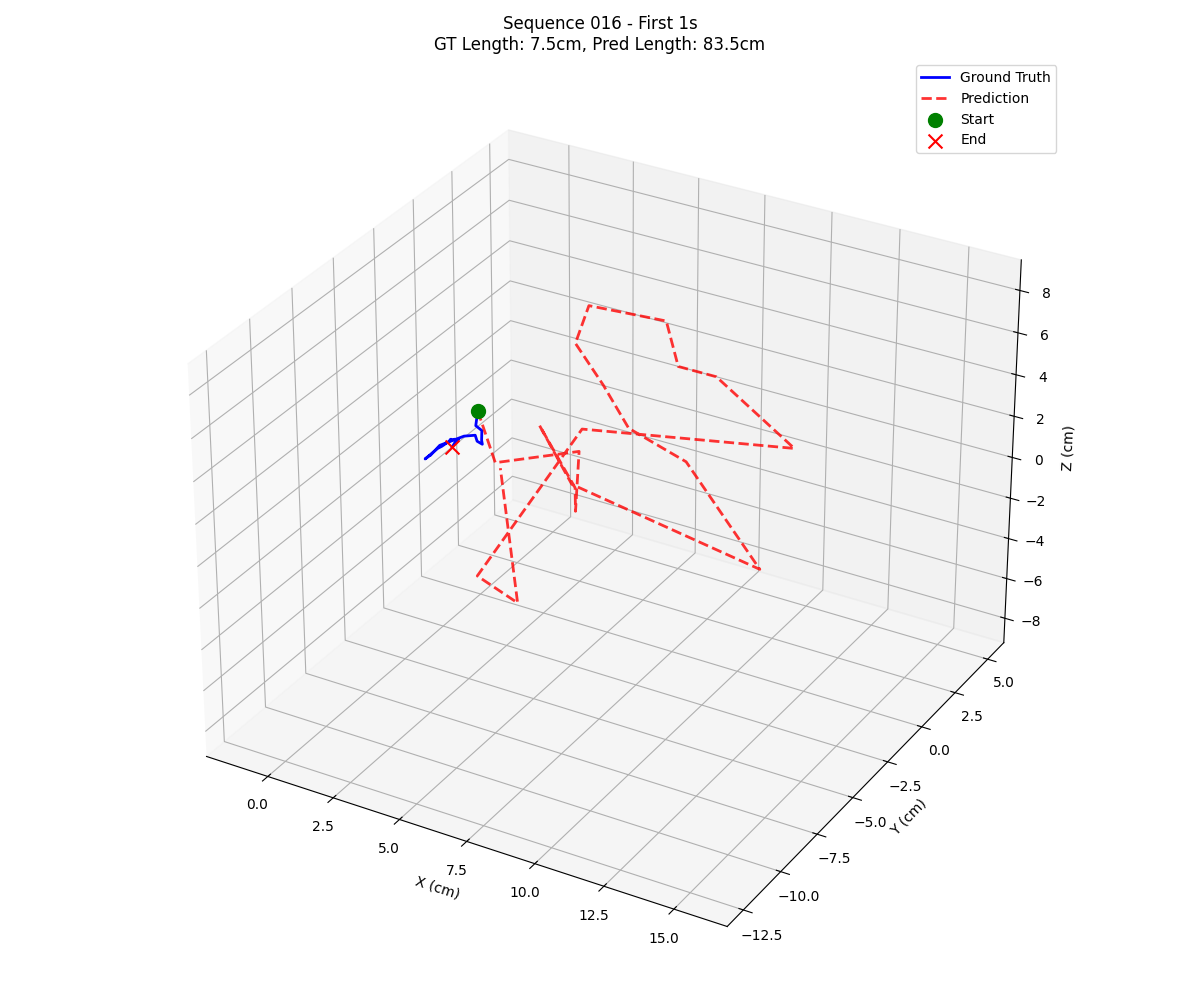 Sequence 016 - First 1s
GT Length: 7.5cm, Pred Length: 83.5cm
Ground Truth
Prediction
Start
End
8
6
4
2
0
−2
−4
−6
−8
Z (cm)
5.0
2.5
0.0
−2.5
−5.0
−7.5
−10.0
−12.5
Y (cm)
0.0
2.5
5.0
7.5
10.0
12.5
15.0
X (cm)